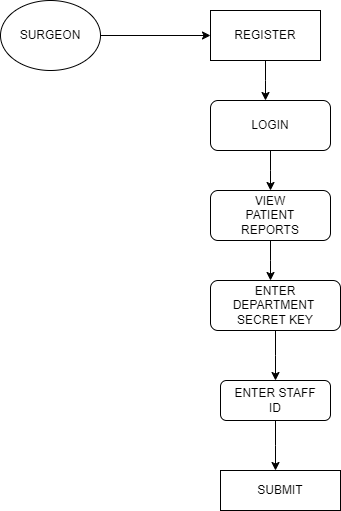 SURGEON
REGISTER
LOGIN
VIEW
PATIENT
REPORTS
ENTER
DEPARTMENT
SECRET KEY
ENTER STAFF
ID
SUBMIT